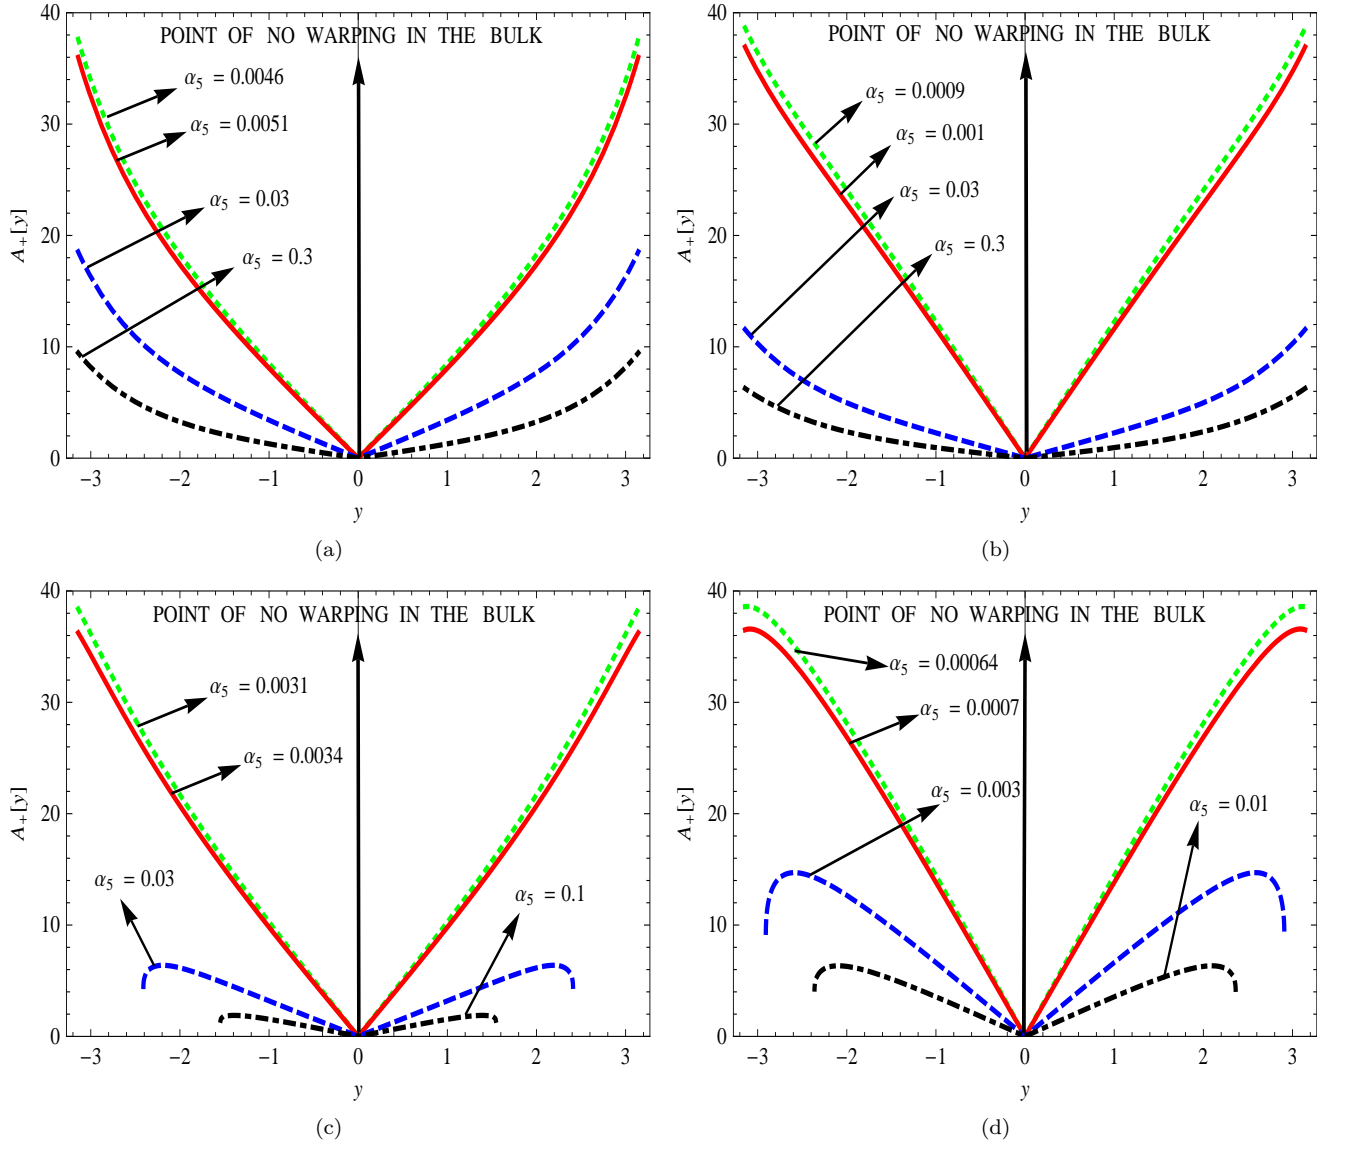 POINT OF NO WARPING IN THE BULK
α5 = 0.0046
α5 = 0.0051
α5 = 0.03
α5 = 0.3
A+[y]
40
30
20
10
0
−3 −2 −1 0 1 2 3
y
(a)
POINT OF NO WARPING IN THE BULK
α5 = 0.0009
α5 = 0.001
α5 = 0.03
α5 = 0.3
A+[y]
40
30
20
10
0
−3 −2 −1 0 1 2 3
y
(b)
POINT OF NO WARPING IN THE BULK
α5 = 0.0031
α5 = 0.0034
α5 = 0.03
α5 = 0.1
A+[y]
40
30
20
10
0
−3 −2 −1 0 1 2 3
y
(c)
POINT OF NO WARPING IN THE BULK
α5 = 0.00064
α5 = 0.0007
α5 = 0.003
α5 = 0.01
A+[y]
40
30
20
10
0
−3 −2 −1 0 1 2 3
y
(d)